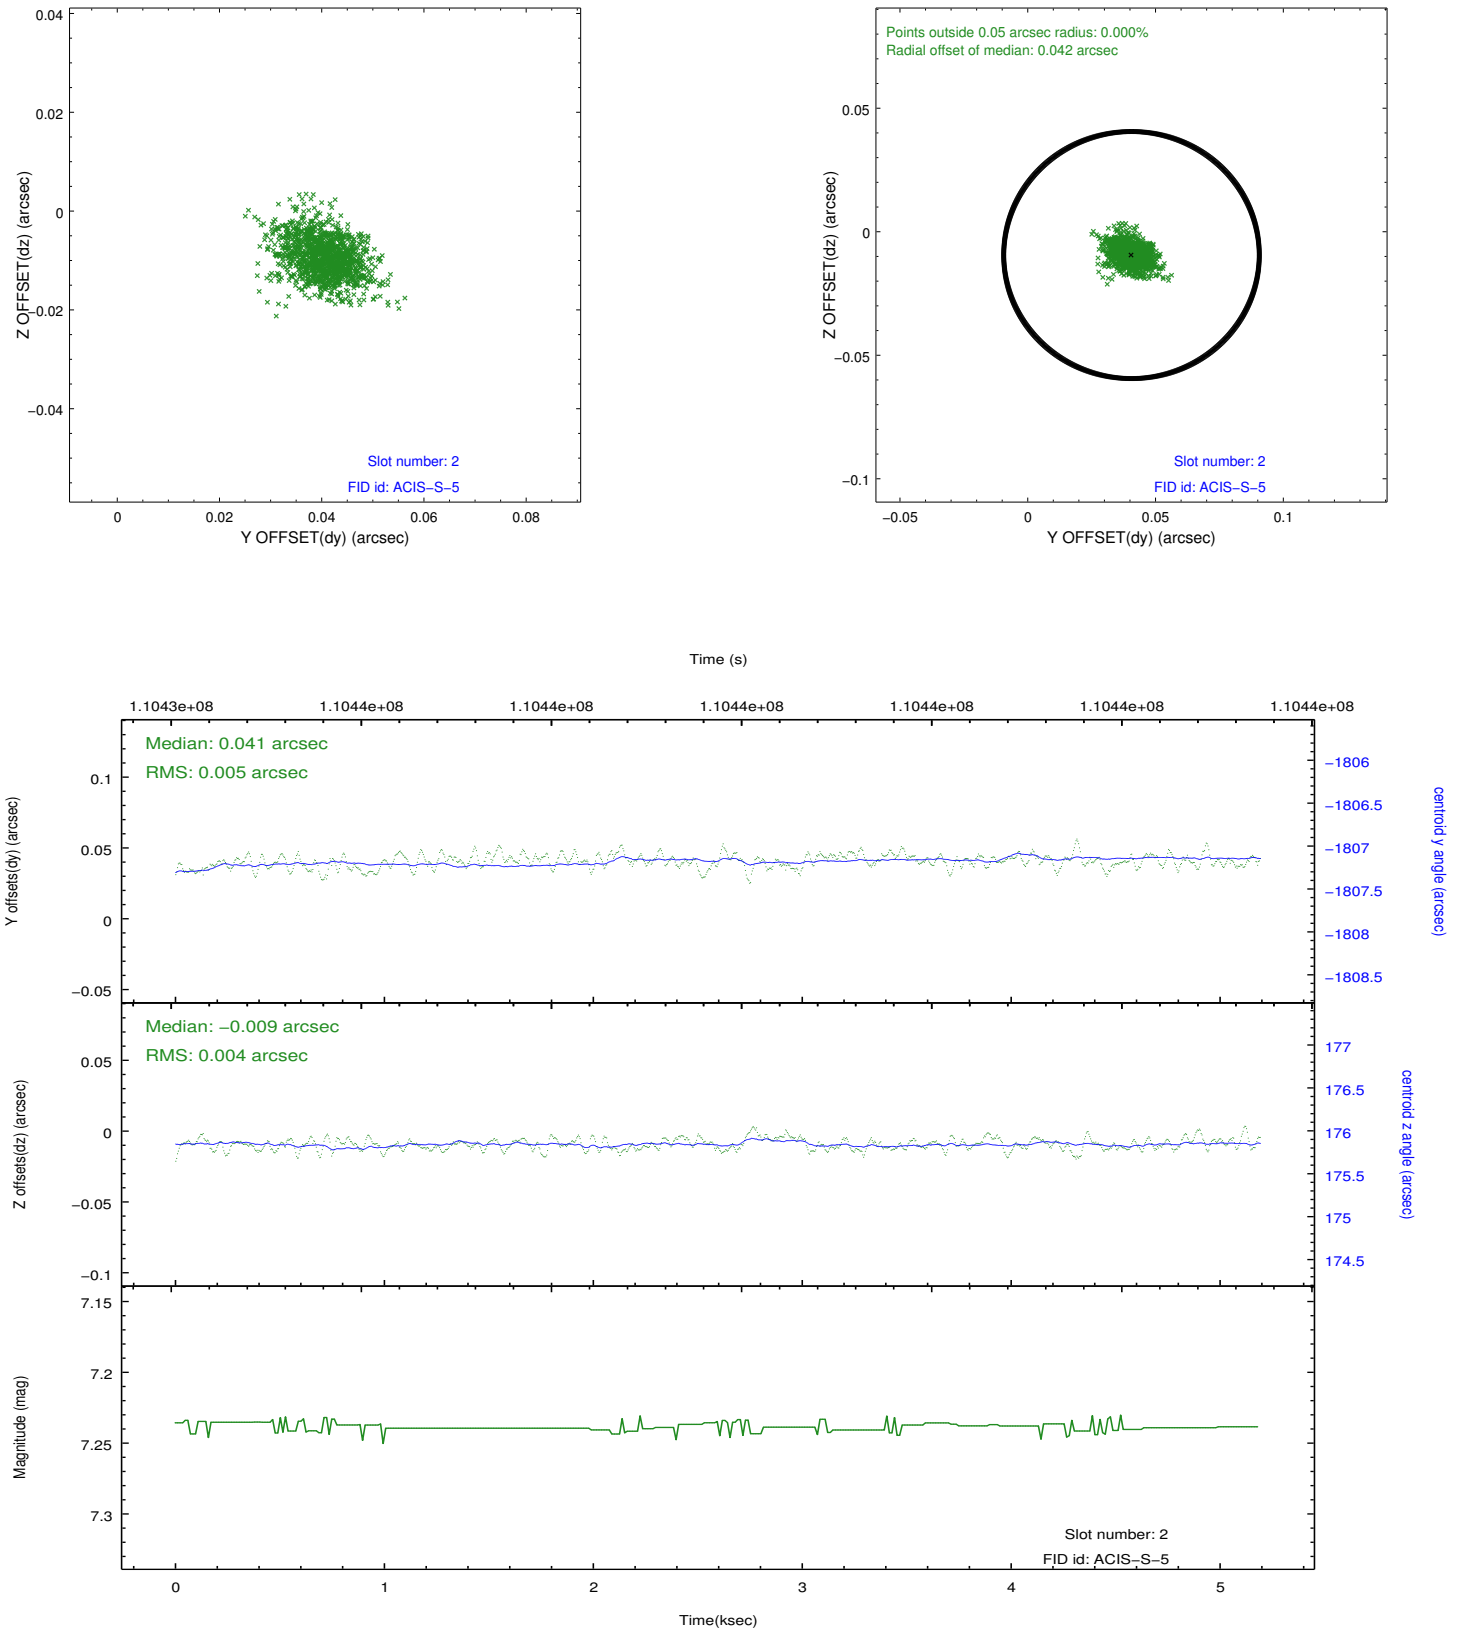 0.04
0.02
0
−0.02
−0.04
Z OFFSET(dz) (arcsec)
Slot number: 2
FID id: ACIS−S−5
0
0.02
0.04
0.06
0.08
Y OFFSET(dy) (arcsec)
Points outside 0.05 arcsec radius: 0.000%
Radial offset of median: 0.042 arcsec
0.05
0
−0.05
−0.1
Z OFFSET(dz) (arcsec)
Slot number: 2
FID id: ACIS−S−5
−0.05
0
0.05
0.1
Y OFFSET(dy) (arcsec)
Time (s)
1.1043e+08
1.1044e+08
1.1044e+08
1.1044e+08
1.1044e+08
1.1044e+08
1.1044e+08
Median: 0.041 arcsec
RMS: 0.005 arcsec
0.1
0.05
0
−0.05
Y offsets(dy) (arcsec)
−1806
−1806.5
−1807
−1807.5
−1808
−1808.5
centroid y angle (arcsec)
Median: −0.009 arcsec
RMS: 0.004 arcsec
0.05
0
−0.05
−0.1
Z offsets(dz) (arcsec)
177
176.5
176
175.5
175
174.5
centroid z angle (arcsec)
7.15
7.2
7.25
7.3
Magnitude (mag)
Slot number: 2
FID id: ACIS−S−5
0
1
2
3
4
5
Time(ksec)